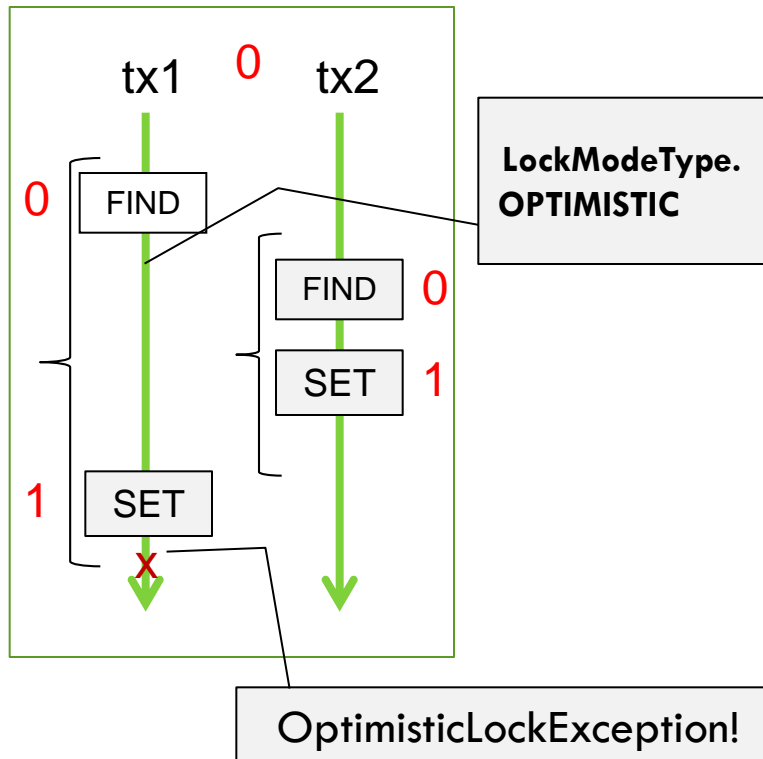 0
tx1 tx2
LockModeType.
OPTIMISTIC
0 FIND
FIND 0
SET 1
1 SET
x
OptimisticLockException!